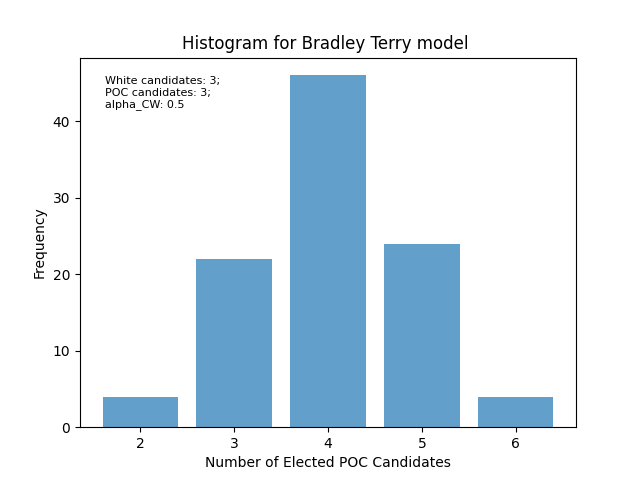 Histogram for Bradley Terry model
White candidates: 3;
POC candidates: 3;
alpha_CW: 0.5
Frequency
40
30
20
10
0
2 3 4 5 6
Number of Elected POC Candidates